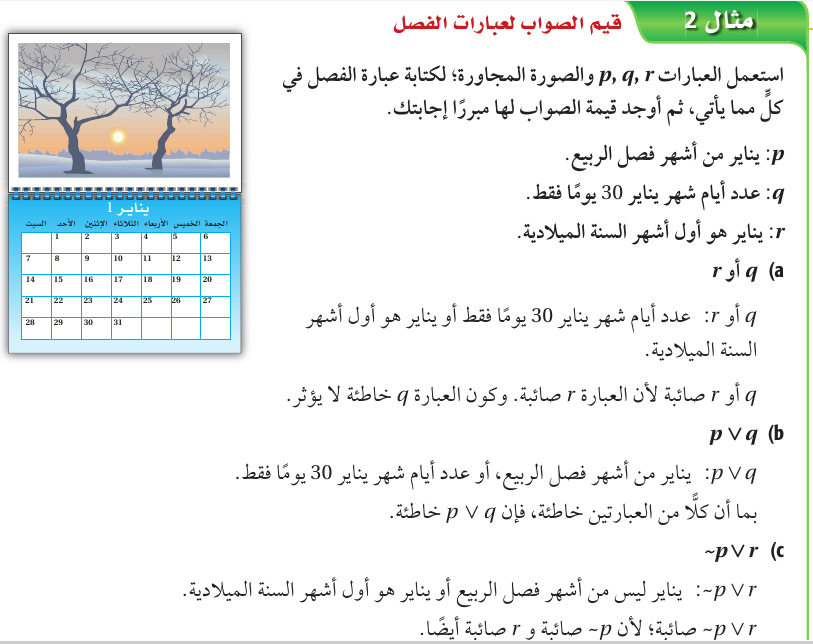 مثال 2 قيم الصواب لعبارات الفصل
استعمل العبارات p, q, r والصورة المجاورة؛ لكتابة عبارة الفصل في
كلٍّ مما يأتي، ثم أوجد قيمة الصواب لها مبررًا إجابتك.
p: يناير من أشهر فصل الربيع.
q: عدد أيام شهر يناير 30 يومًا فقط.
r: يناير هو أول أشهر السنة الميلادية.
a) q أو r
q أو r: عدد أيام شهر يناير 30 يومًا فقط أو يناير هو أول أشهر
السنة الميلادية.
q أو r صائبة لأن العبارة r صائبة. وكون العبارة q خاطئة لا يؤثر.
b) p ∨ q
p ∨ q: يناير من أشهر فصل الربيع، أو عدد أيام شهر يناير 30 يومًا فقط.
بما أن كلًّا من العبارتين خاطئة، فإن p ∨ q خاطئة.
c) ~p ∨ r
~p ∨ r: يناير ليس من أشهر فصل الربيع أو يناير هو أول أشهر السنة الميلادية.
~p ∨ r صائبة؛ لأن ~p صائبة و r صائبة أيضًا.
يناير 1
السبت الأحد الإثنين الثلاثاء الأربعاء الخميس الجمعة
1 2 3 4 5 6
7 8 9 10 11 12 13
14 15 16 17 18 19 20
21 22 23 24 25 26 27
28 29 30 31